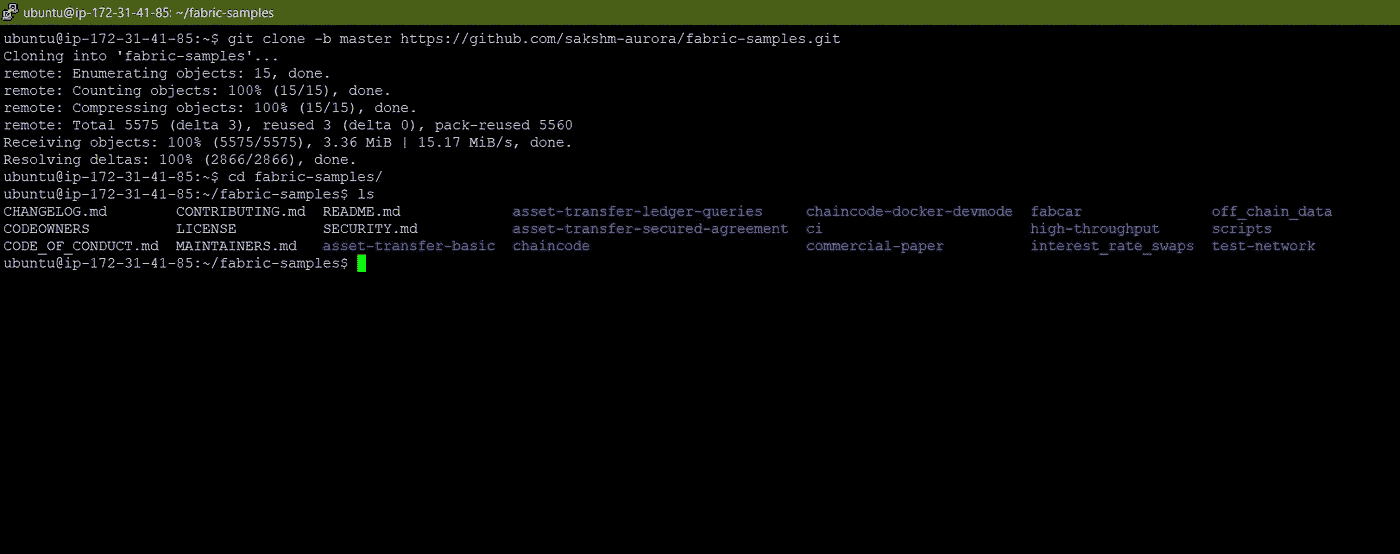 ubuntu@ip-172-31-41-85: ~/fabric-samples
ubuntu@ip-172-31-41-85:~$ git clone -b master https://github.com/sakshm-aurora/fabric-samples.git
Cloning into 'fabric-samples'...
remote: Enumerating objects: 15, done.
remote: Counting objects: 100% (15/15), done.
remote: Compressing objects: 100% (15/15), done.
remote: Total 5575 (delta 3), reused 3 (delta 0), pack-reused 5560
Receiving objects: 100% (5575/5575), 3.36 MiB | 15.17 MiB/s, done.
Resolving deltas: 100% (2866/2866), done.
ubuntu@ip-172-31-41-85:~$ cd fabric-samples/
ubuntu@ip-172-31-41-85:~/fabric-samples$ ls
CHANGELOG.md CONTRIBUTING.md README.md asset-transfer-ledger-queries chaincode-docker-devmode fabcar off_chain_data
CODEOWNERS LICENSE SECURITY.md asset-transfer-secured-agreement ci high-throughput scripts
CODE_OF_CONDUCT.md MAINTAINERS.md asset-transfer-basic chaincode commercial-paper interest_rate_swaps test-network
ubuntu@ip-172-31-41-85:~/fabric-samples$